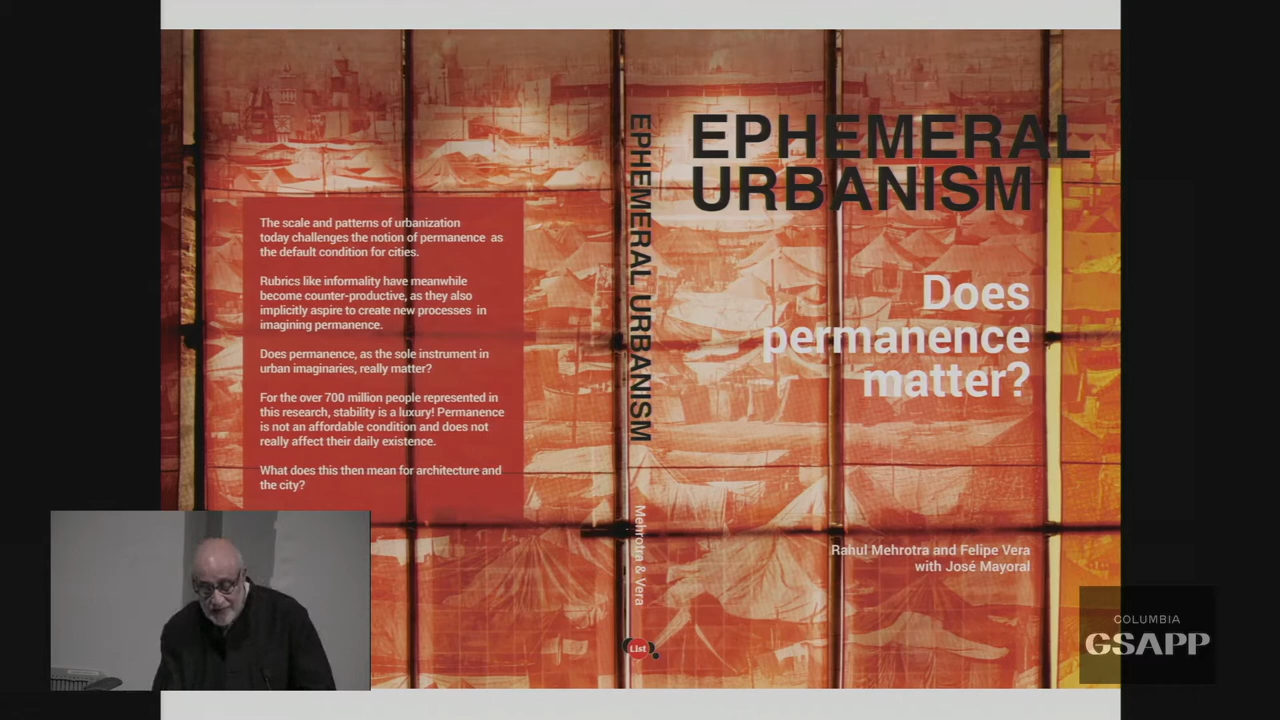 The scale and patterns of urbanization
today challenges the notion of permanence as
the default condition for cities.
Rubrics like informality have meanwhile
become counter-productive, as they also
implicitly aspire to create new processes in
imagining permanence.
Does permanence, as the sole instrument in
urban imaginaries, really matter?
For the over 700 million people represented in
this research, stability is a luxury! Permanence
is not an affordable condition and does not
really affect their daily existence.
What does this then mean for architecture and
the city?
EPHEMERAL URBANISM
Mehrotra & Vera
List
EPHEMERAL
URBANISM
Does
permanence
matter?
Rahul Mehrotra and Felipe Vera
with José Mayoral
COLUMBIA
GSAPP